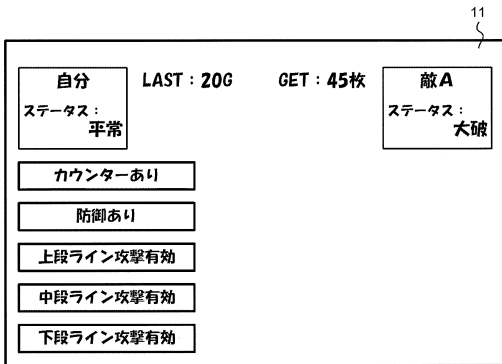 11
自分 LAST：20G GET：45枚 敵A
ステータス： ステータス：
平常 大破
カウンターあり
防御あり
上段ライン攻撃有効
中段ライン攻撃有効
下段ライン攻撃有効